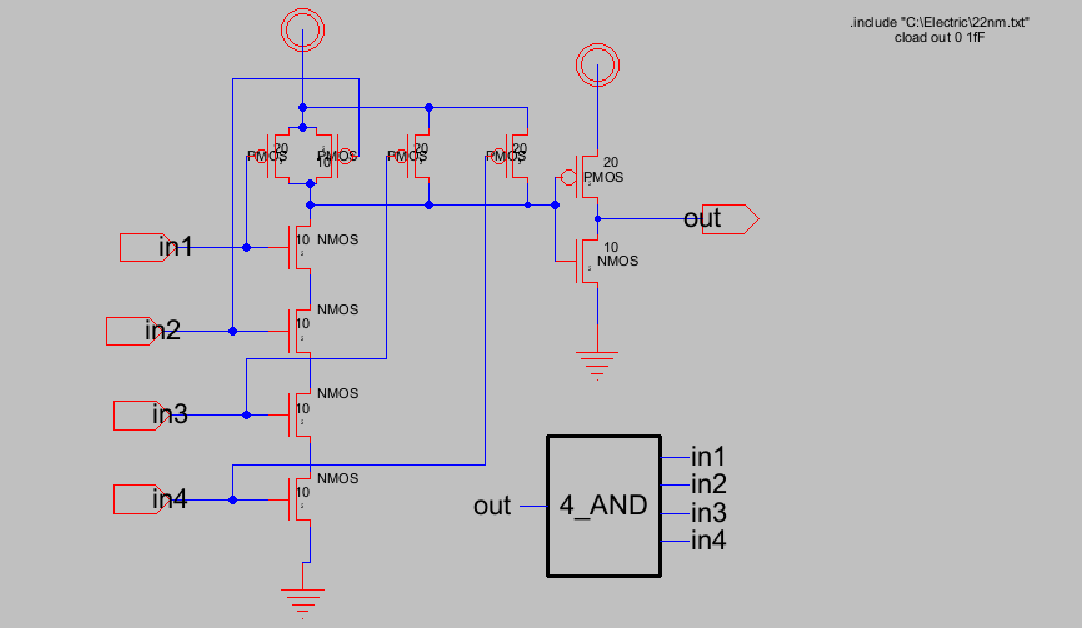 .include "C:\Electric\22nm.txt"
cload out 0 1fF
20
PMOS
10
PMOS
20
PMOS
20
PMOS
20
PMOS
out
10
NMOS
in1
10 NMOS
in2
NMOS
10
in3
NMOS
10
in4
NMOS
10
out
4_AND
in1
in2
in3
in4